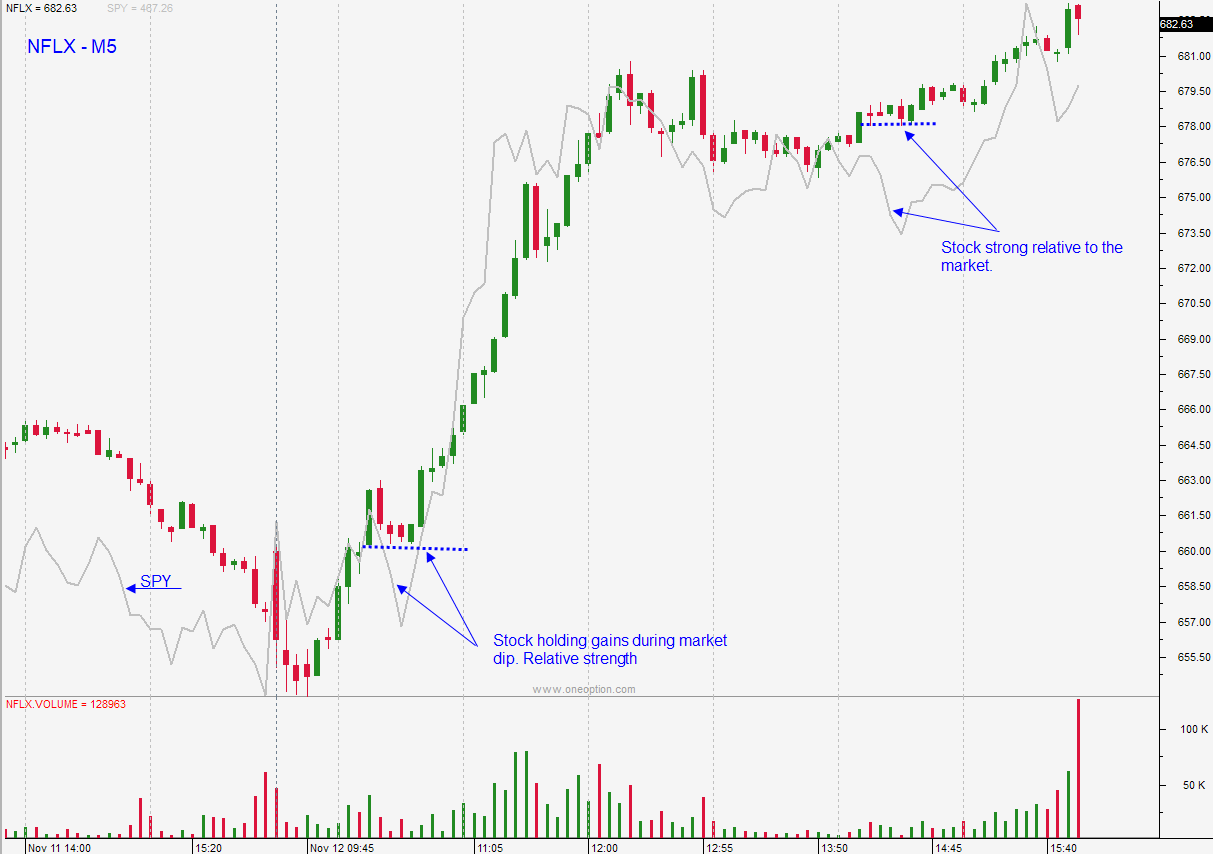 NFLX = 682.63 SPY = 467.26
NFLX - M5
682.63
681.00
679.50
678.00
676.50
675.00
673.50
Stock strong relative to the
market.
672.00
670.50
669.00
667.50
666.00
664.50
663.00
661.50
660.00
SPY
658.50
657.00
Stock holding gains during market
dip. Relative strength
655.50
www.oneoption.com
NFLX.VOLUME = 128963
100 K
50 K
Nov 11 14:00 15:20 Nov 12 09:45 11:05 12:00 12:55 13:50 14:45 15:40